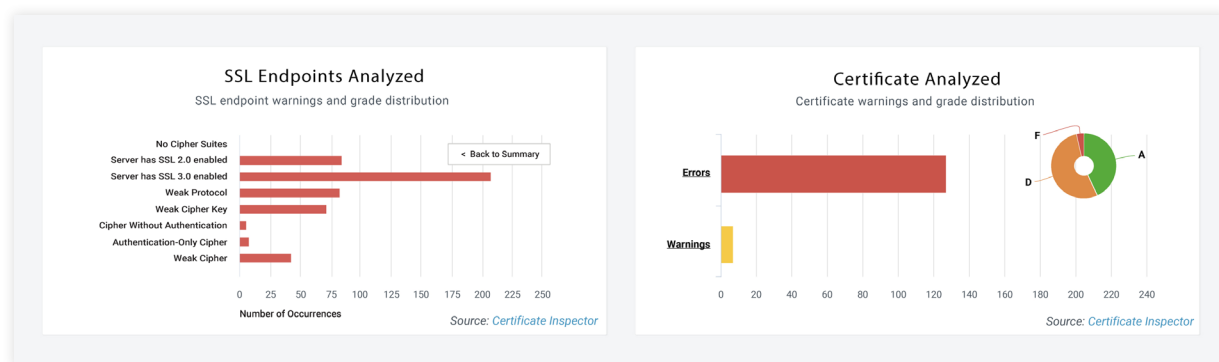 SSL Endpoints Analyzed
SSL endpoint warnings and grade distribution
No Cipher Suites
< Back to Summary
Server has SSL 2.0 enabled
Server has SSL 3.0 enabled
Weak Protocol
Weak Cipher Key
Cipher Without Authentication
Authentication-Only Cipher
Weak Cipher
0 25 50 75 100 125 150 175 200 225 250
Number of Occurrences
Source: Certificate Inspector
Certificate Analyzed
Certificate warnings and grade distribution
F
A
D
Errors
Warnings
0 20 40 60 80 100 120 140 160 180 200 220 240
Source: Certificate Inspector